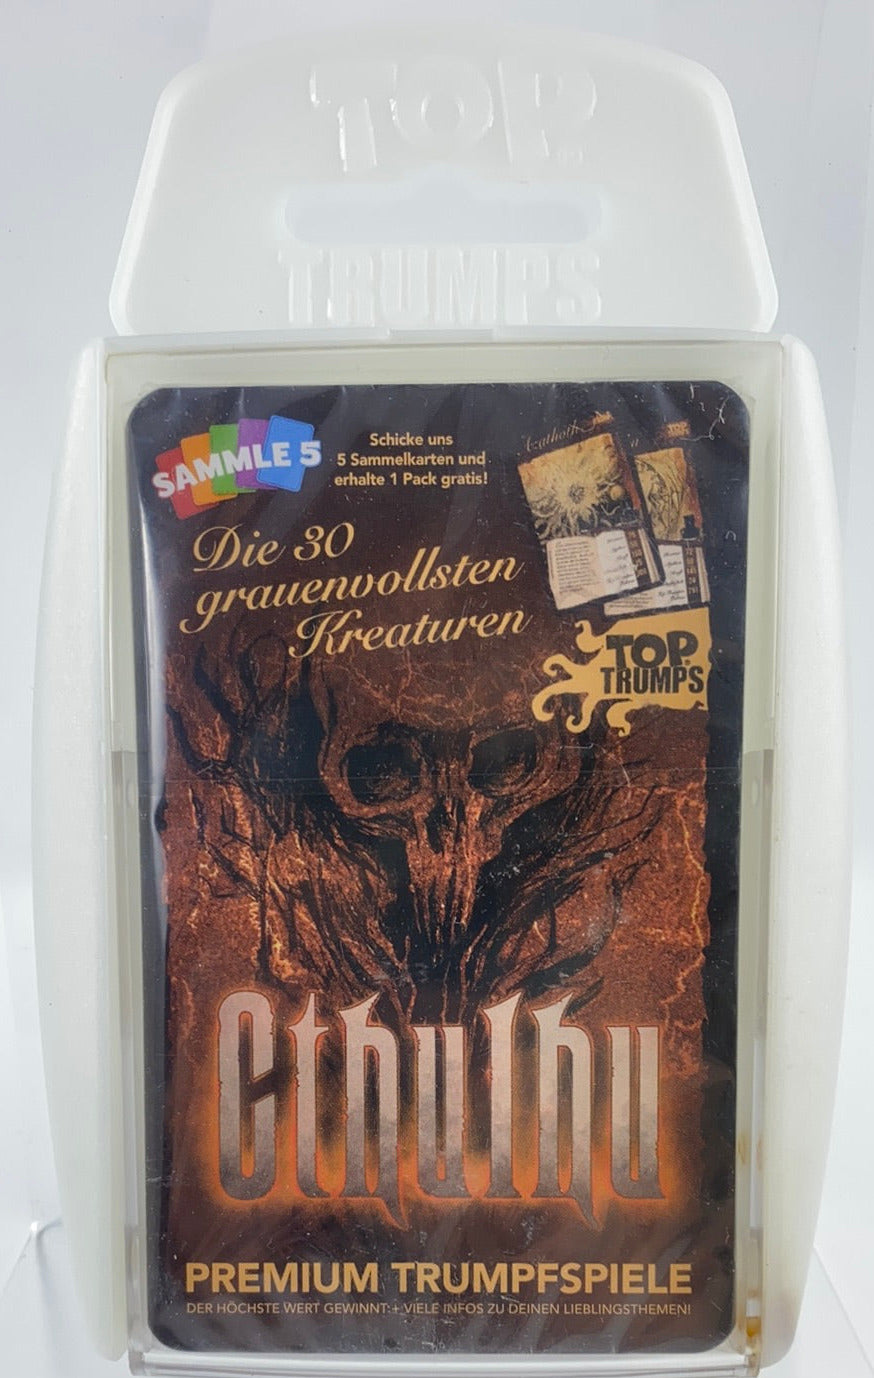 TOP
TRUMPS
SAMMLE 5
Schicke uns
5 Sammelkarten und
erhalte 1 Pack gratis!
Die 30
grauenvollsten
Kreaturen
TOP
TRUMPS
Cthulhu
PREMIUM TRUMPFSPIELE
DER HÖCHSTE WERT GEWINNT + VIELE INFOS ZU DEINEN LIEBLINGSTHEMEN!